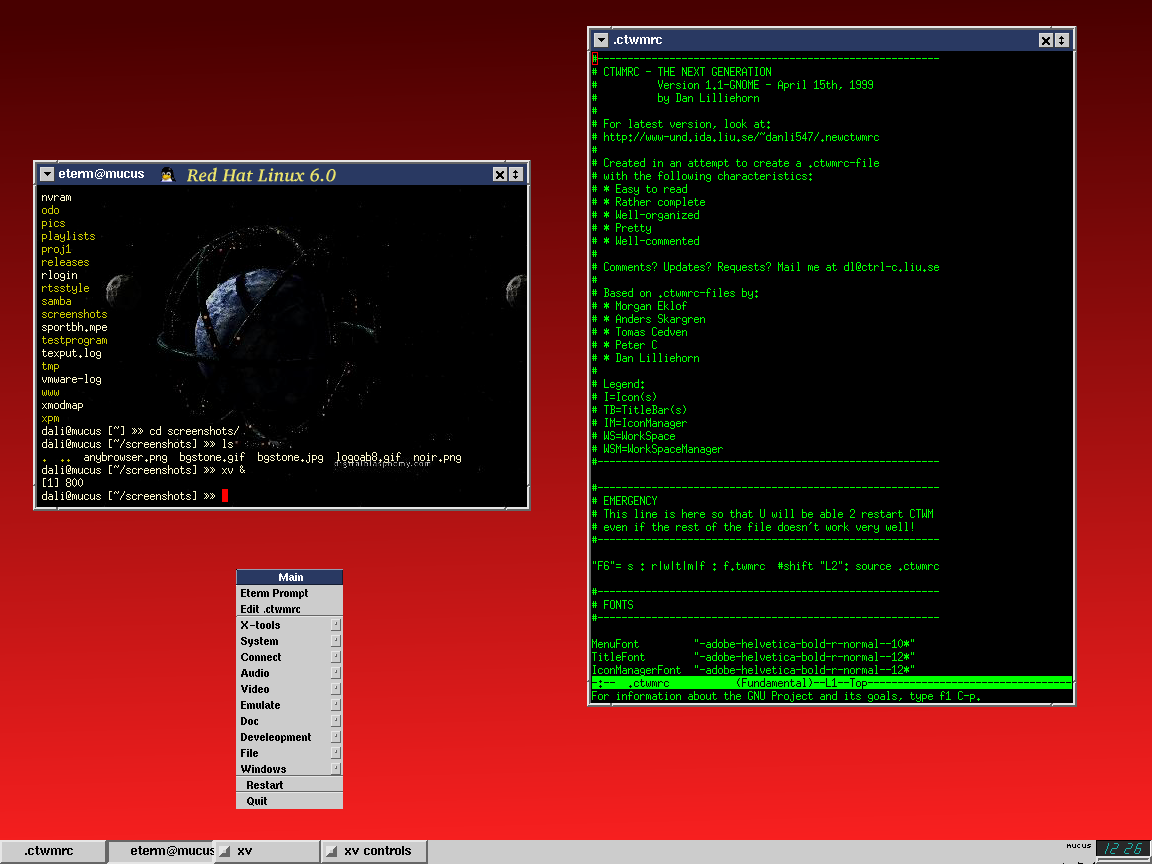 eterm@mucus Red Hat Linux 6.0
nvram
odo
pics
playlists
proj1
releases
rlogin
rtsstyle
samba
screenshots
sportbh.mpe
testprogram
texput.log
tmp
vmware-log
www
xmodmap
xpm
dali@mucus [~] »» cd screenshots/
dali@mucus [~/screenshots] »» ls
. .. anybrowser.png bgstone.gif bgstone.jpg logoab8.gif noir.png
digitalblasphemy.com
dali@mucus [~/screenshots] »» xv &
[1] 800
dali@mucus [~/screenshots] »»
Main
Eterm Prompt
Edit .ctwmrc
X-tools
System
Connect
Audio
Video
Emulate
Doc
Develeopment
File
Windows
Restart
Quit
.ctwmrc
#----------------------------------------------------------
# CTWMRC - THE NEXT GENERATION
#          Version 1.1-GNOME - April 15th, 1999
#          by Dan Lilliehorn
#
# For latest version, look at:
# http://www-und.ida.liu.se/~danli547/.newctwmrc
#
# Created in an attempt to create a .ctwmrc-file
# with the following characteristics:
# * Easy to read
# * Rather complete
# * Well-organized
# * Pretty
# * Well-commented
#
# Comments? Updates? Requests? Mail me at dl@ctrl-c.liu.se
#
# Based on .ctwmrc-files by:
# * Morgan Eklof
# * Anders Skargren
# * Tomas Cedven
# * Peter C
# * Dan Lilliehorn
#
# Legend:
# I=Icon(s)
# TB=TitleBar(s)
# IM=IconManager
# WS=WorkSpace
# WSM=WorkSpaceManager
#----------------------------------------------------------
#----------------------------------------------------------
# EMERGENCY
# This line is here so that U will be able 2 restart CTWM
# even if the rest of the file doesn't work very well!
#----------------------------------------------------------
"F6"= s : r|w|t|m|f : f.twmrc  #shift "L2": source .ctwmrc
#----------------------------------------------------------
# FONTS
#----------------------------------------------------------
MenuFont         "-adobe-helvetica-bold-r-normal--10*"
TitleFont        "-adobe-helvetica-bold-r-normal--12*"
IconManagerFont  "-adobe-helvetica-bold-r-normal--12*"
-:--  .ctwmrc           (Fundamental)--L1--Top----------------------------------
For information about the GNU Project and its goals, type f1 C-p.
.ctwmrc
eterm@mucus
xv
xv controls
mucus
12 26